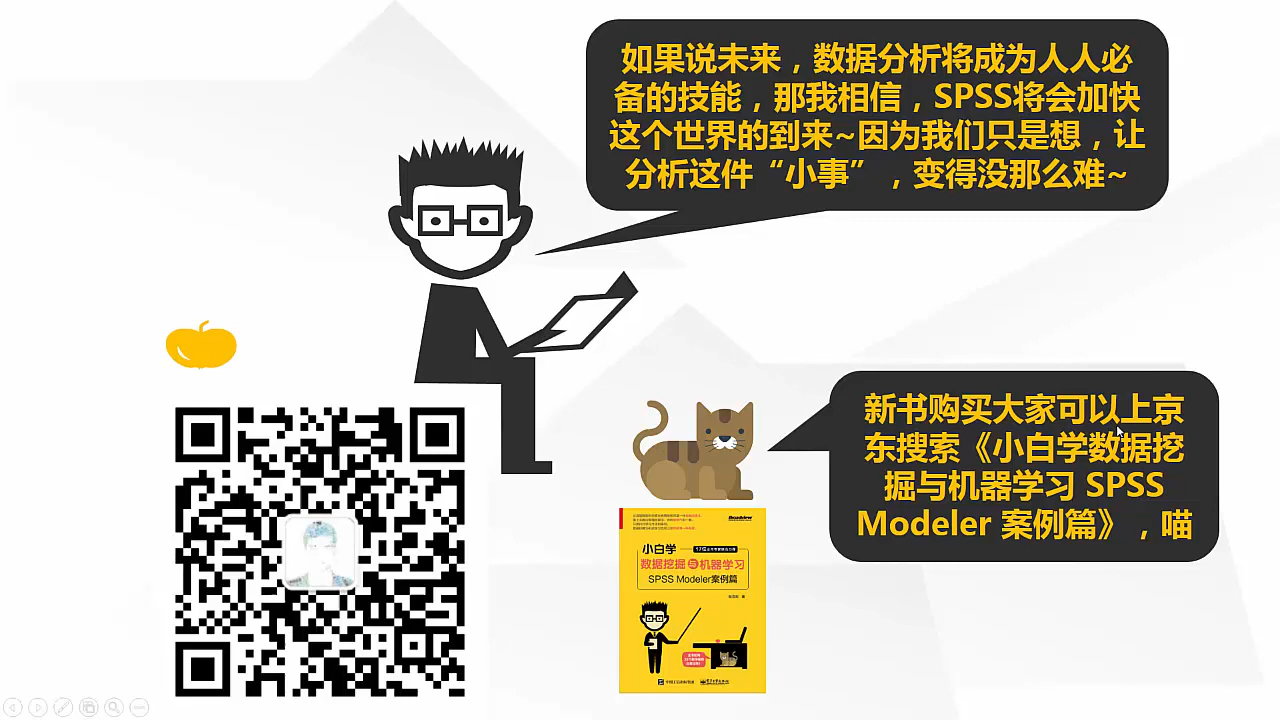 如果说未来，数据分析将成为人人必
备的技能，那我相信，SPSS将会加快
这个世界的到来~因为我们只是想，让
分析这件“小事”，变得没那么难~
新书购买大家可以上京
东搜索《小白学数据挖
掘与机器学习 SPSS
Modeler 案例篇》，喵
小白学
数据挖掘与机器学习
SPSS Modeler案例篇